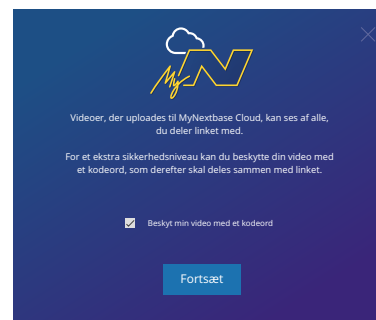 My N
Videoer, der uploades til MyNextbase Cloud, kan ses af alle,
du deler linket med.
For et ekstra sikkerhedsniveau kan du beskytte din video med
et kodeord, som derefter skal deles sammen med linket.
Beskyt min video med et kodeord
Fortsæt